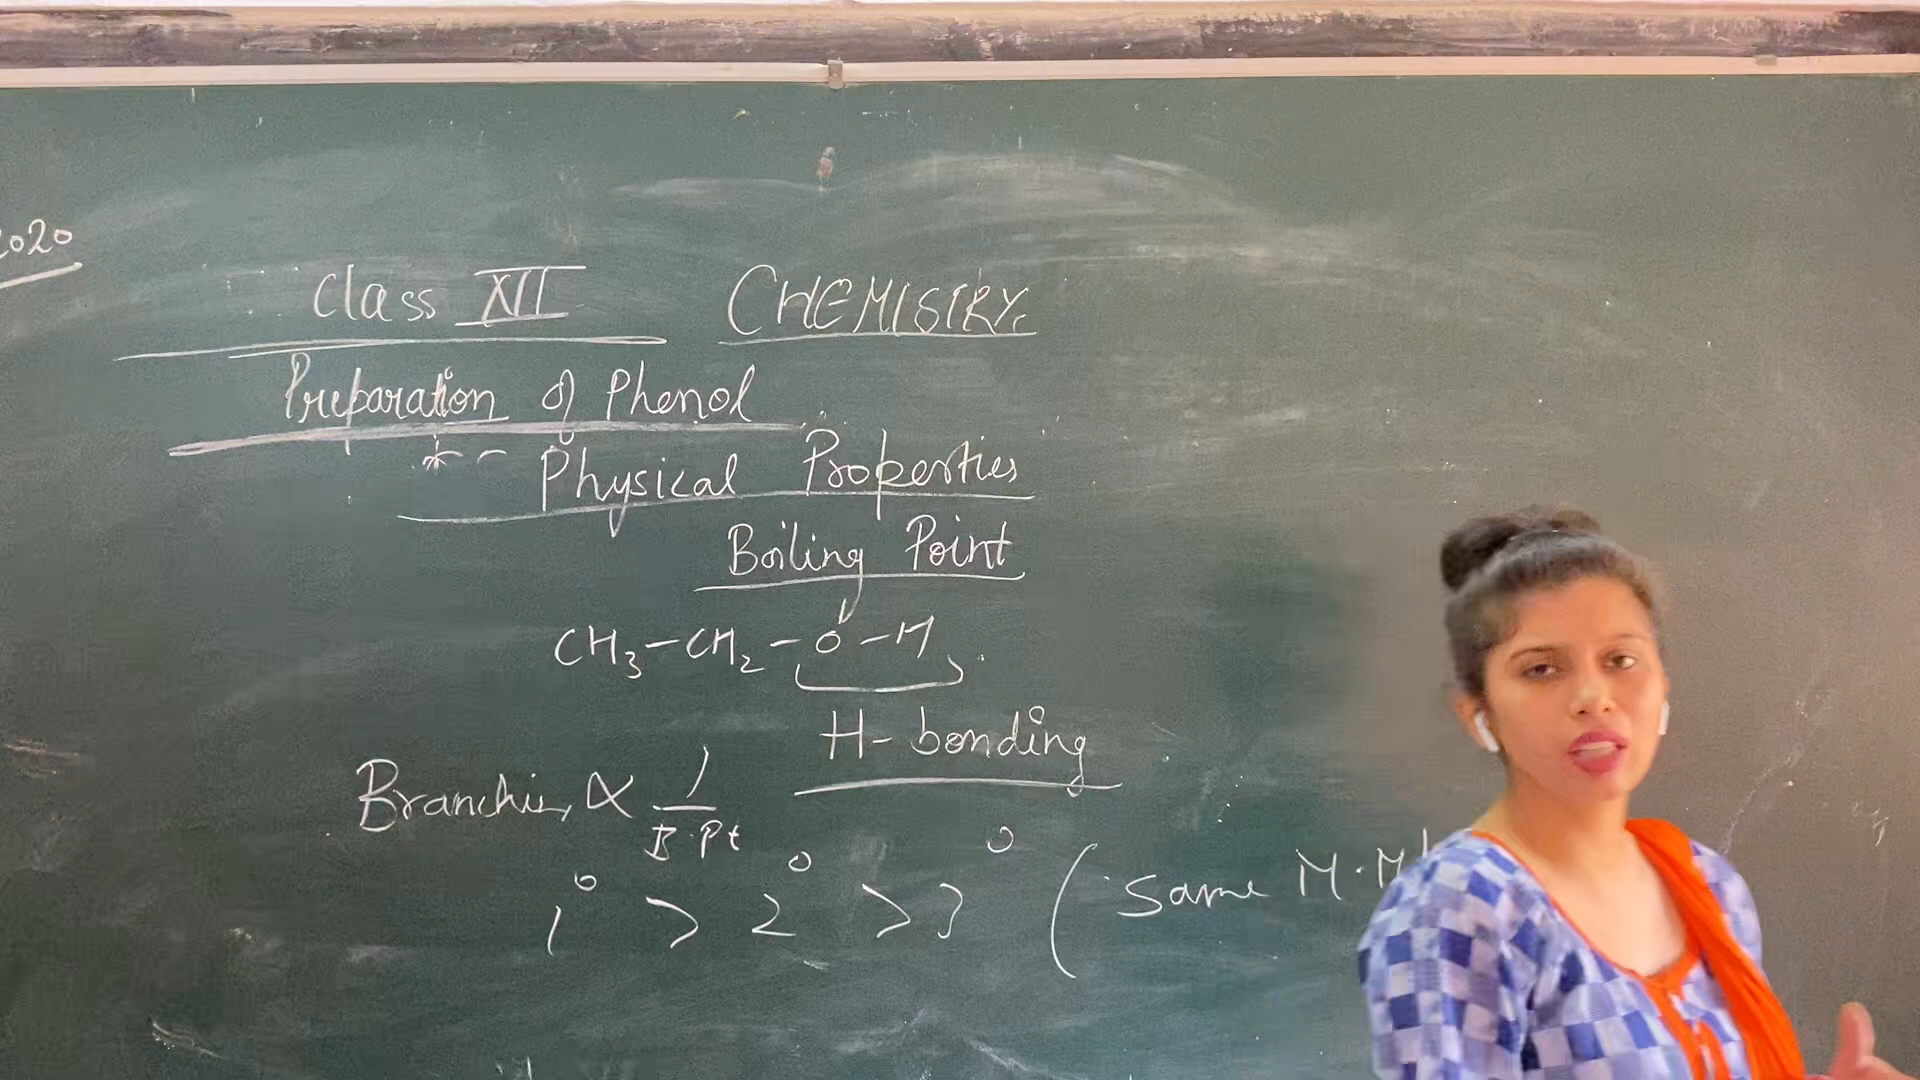 2020
Class XII CHEMISTRY
Preparation of Phenol
Physical Properties
Boiling Point
CH₃-CH₂-O-H
H-bonding
∝ 1/B.Pt
1° > 2° > 3° (Same M.M